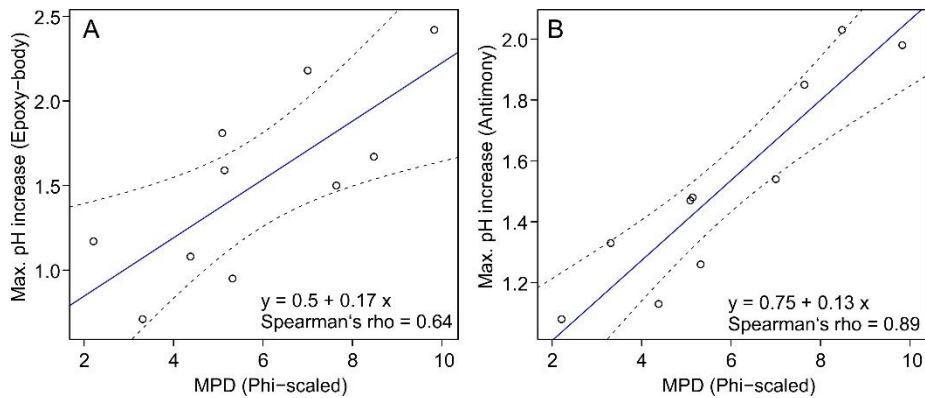 A
Max. pH increase (Epoxy-body)
2.5
2.0
1.5
1.0
y = 0.5 + 0.17 x
Spearman‘s rho = 0.64
2 4 6 8 10
MPD (Phi-scaled)
B
Max. pH increase (Antimony)
2.0
1.8
1.6
1.4
1.2
y = 0.75 + 0.13 x
Spearman‘s rho = 0.89
2 4 6 8 10
MPD (Phi-scaled)